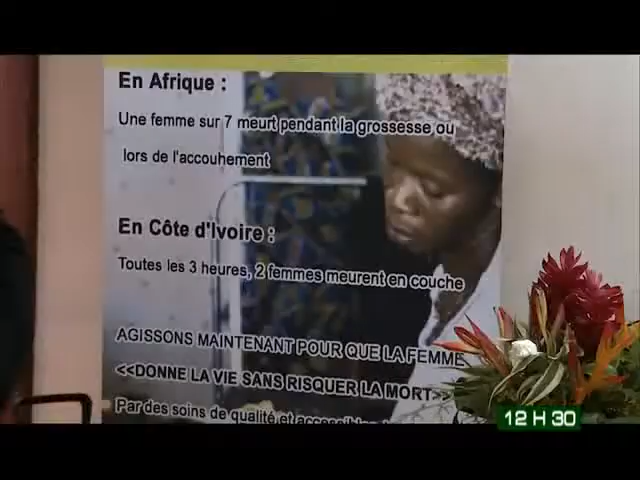 En Afrique :
Une femme sur 7 meurt pendant la grossesse ou
lors de l'accouhement
En Côte d'Ivoire :
Toutes les 3 heures, 2 femmes meurent en couche
AGISSONS MAINTENANT POUR QUE LA FEMME
<<DONNE LA VIE SANS RISQUER LA MORT>>
Par des soins de qualité et
12 H 30